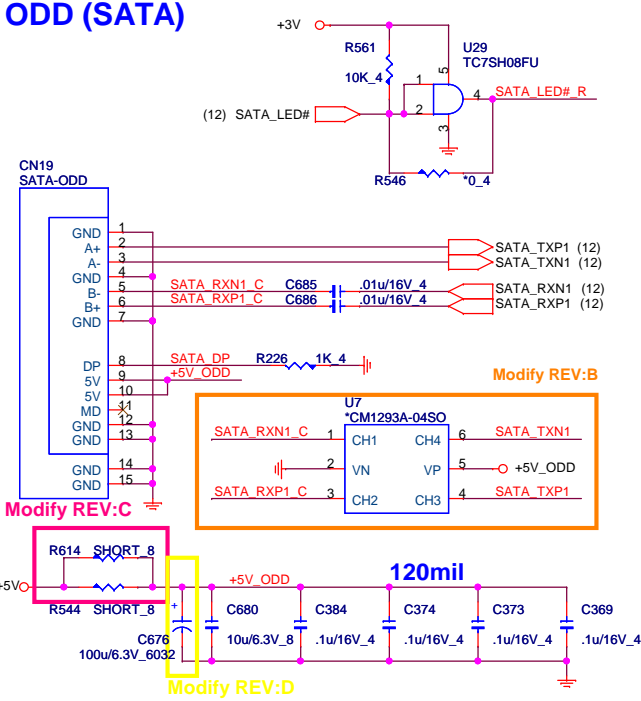 ODD (SATA)
+3V
R561
10K_4
U29
TC7SH08FU
5
1
2
4
3
SATA_LED#_R
(12) SATA_LED#
R546
*0_4
CN19
SATA-ODD
GND 1
A+ 2
A- 3
GND 4
B- 5
B+ 6
GND 7
DP 8
5V 9
5V 10
MD 11
GND 12
GND 13
GND 14
GND 15
SATA_TXP1 (12)
SATA_TXN1 (12)
SATA_RXN1_C C685 .01u/16V_4 SATA_RXN1 (12)
SATA_RXP1_C C686 .01u/16V_4 SATA_RXP1 (12)
SATA_DP R226 1K_4
+5V_ODD
Modify REV:B
U7
*CM1293A-04SO
SATA_RXN1_C 1 CH1 CH4 6 SATA_TXN1
2 VN VP 5 +5V_ODD
SATA_RXP1_C 3 CH2 CH3 4 SATA_TXP1
Modify REV:C
R614 SHORT_8
+5V
R544 SHORT_8
+5V_ODD
120mil
+
C676
100u/6.3V_6032
C680
10u/6.3V_8
C384
.1u/16V_4
C374
.1u/16V_4
C373
.1u/16V_4
C369
.1u/16V_4
Modify REV:D